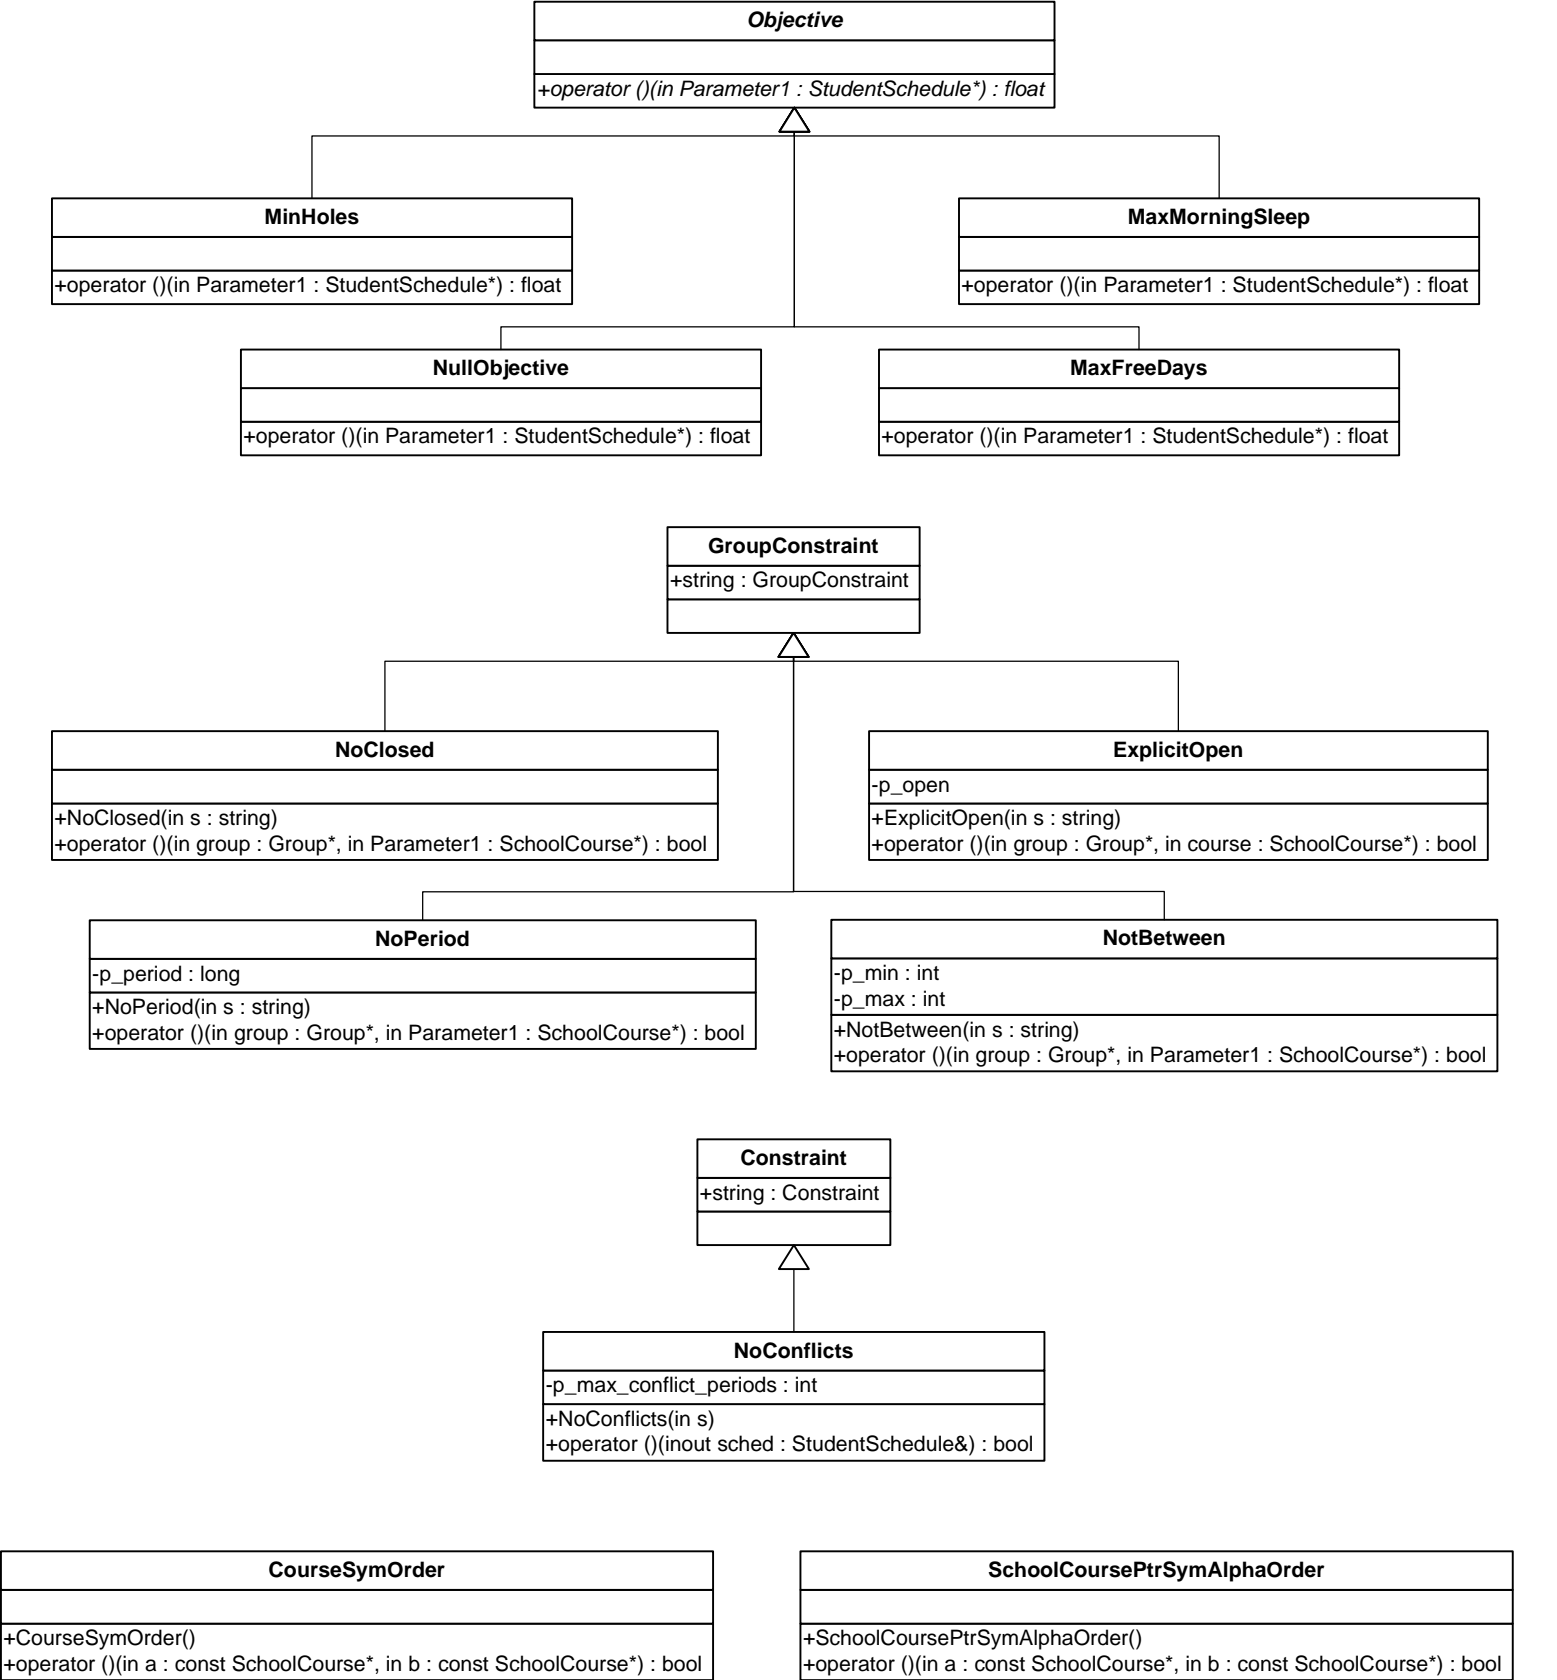 Objective
+operator ()(in Parameter1 : StudentSchedule*) : float
MinHoles
+operator ()(in Parameter1 : StudentSchedule*) : float
MaxMorningSleep
+operator ()(in Parameter1 : StudentSchedule*) : float
NullObjective
+operator ()(in Parameter1 : StudentSchedule*) : float
MaxFreeDays
+operator ()(in Parameter1 : StudentSchedule*) : float
GroupConstraint
+string : GroupConstraint
NoClosed
+NoClosed(in s : string)
+operator ()(in group : Group*, in Parameter1 : SchoolCourse*) : bool
ExplicitOpen
-p_open
+ExplicitOpen(in s : string)
+operator ()(in group : Group*, in course : SchoolCourse*) : bool
NoPeriod
-p_period : long
+NoPeriod(in s : string)
+operator ()(in group : Group*, in Parameter1 : SchoolCourse*) : bool
NotBetween
-p_min : int
-p_max : int
+NotBetween(in s : string)
+operator ()(in group : Group*, in Parameter1 : SchoolCourse*) : bool
Constraint
+string : Constraint
NoConflicts
-p_max_conflict_periods : int
+NoConflicts(in s)
+operator ()(inout sched : StudentSchedule&) : bool
CourseSymOrder
+CourseSymOrder()
+operator ()(in a : const SchoolCourse*, in b : const SchoolCourse*) : bool
SchoolCoursePtrSymAlphaOrder
+SchoolCoursePtrSymAlphaOrder()
+operator ()(in a : const SchoolCourse*, in b : const SchoolCourse*) : bool